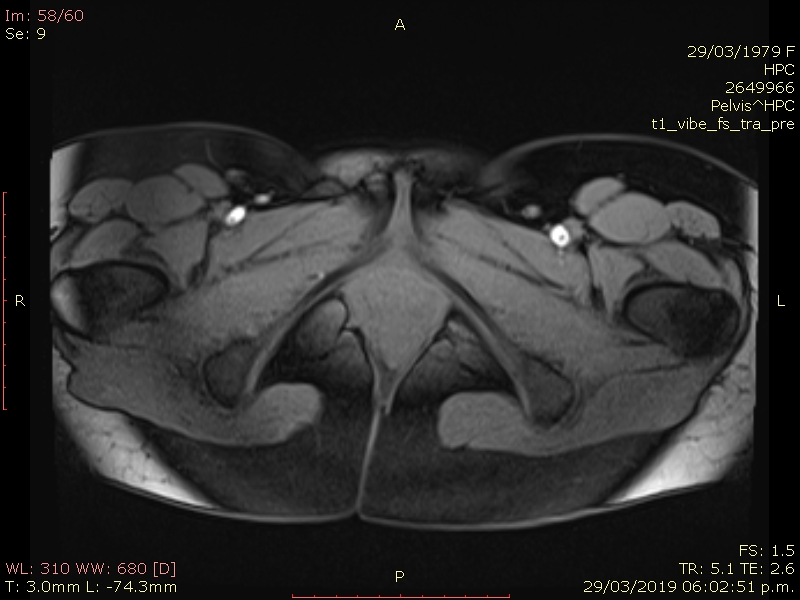 Im: 58/60
Se: 9
A
29/03/1979 F
HPC
2649966
Pelvis^HPC
t1_vibe_fs_tra_pre
R
L
WL: 310 WW: 680 [D]
T: 3.0mm L: -74.3mm
P
FS: 1.5
TR: 5.1 TE: 2.6
29/03/2019 06:02:51 p.m.